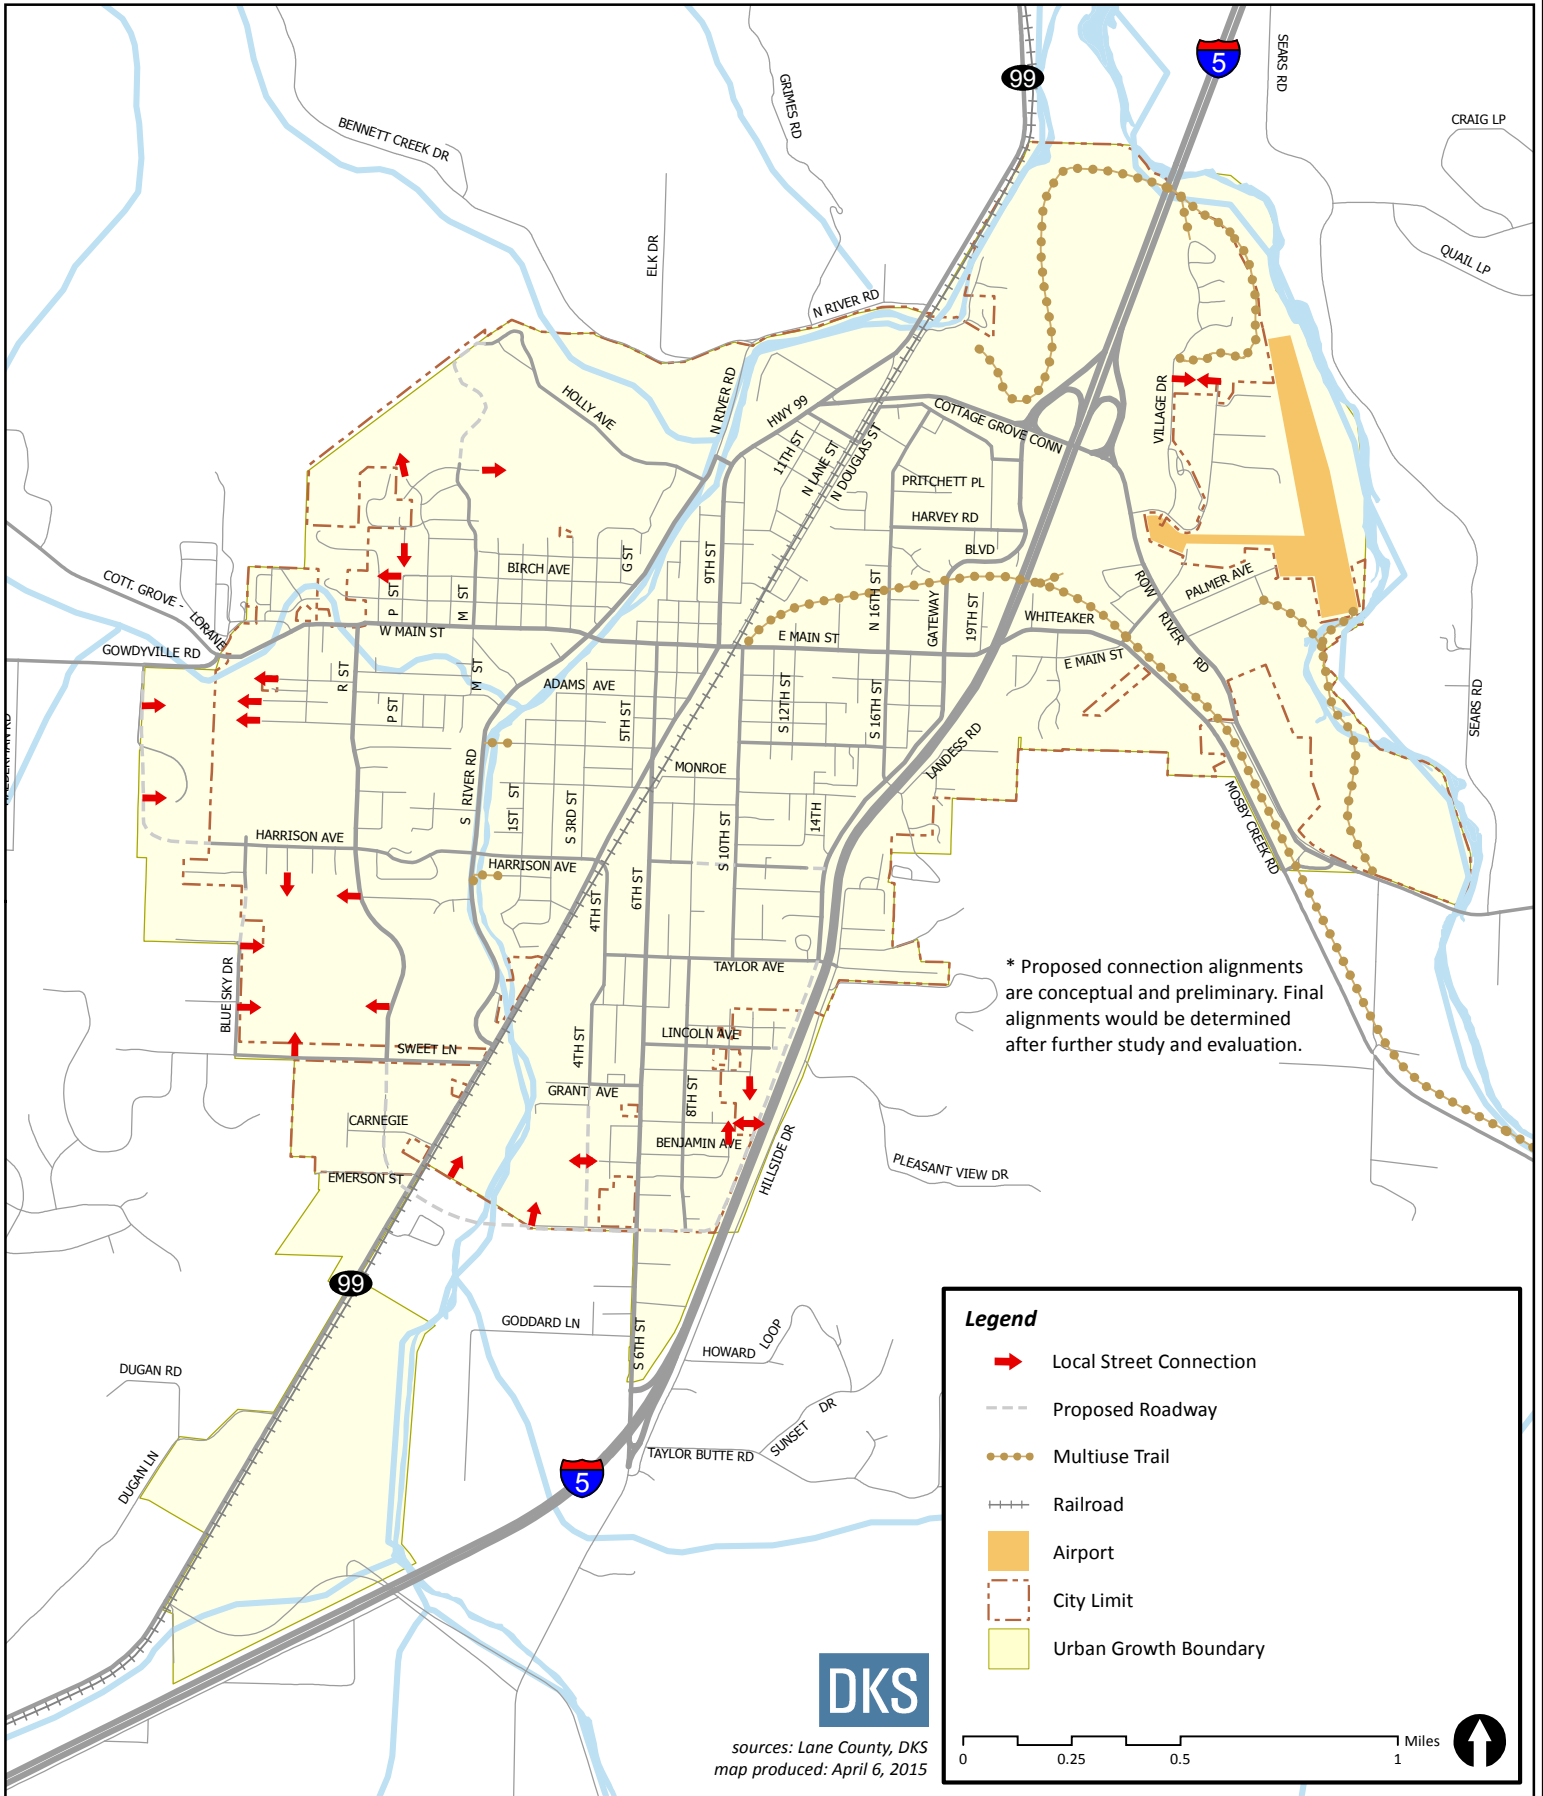 5
99
SEARS RD
CRAIG LP
GRIMES RD
BENNETT CREEK DR
ELK DR
QUAIL LP
N RIVER RD
N RIVER RD
HOLLY AVE
HWY 99
VILLAGE DR
COTTAGE GROVE CONN
11TH ST
N LANE ST
N DOUGLAS ST
PRITCHETT PL
HARVEY RD
BLVD
BIRCH AVE
G ST
9TH ST
N 16TH ST
GATEWAY
19TH ST
ROW
RIVER
RD
PALMER AVE
WHITEAKER
COTT. GROVE -
LORANE
GOWDYVILLE RD
P ST
M ST
W MAIN ST
E MAIN ST
E MAIN ST
R ST
M ST
P ST
ADAMS AVE
5TH ST
S 12TH ST
S 16TH ST
SEARS RD
LANDESS RD
MONROE
S RIVER RD
1ST ST
S 3RD ST
S 10TH ST
14TH
MOSBY CREEK RD
HARRISON AVE
HARRISON AVE
4TH ST
6TH ST
TAYLOR AVE
BLUE SKY DR
* Proposed connection alignments
are conceptual and preliminary. Final
alignments would be determined
after further study and evaluation.
SWEET LN
4TH ST
LINCOLN AVE
GRANT AVE
8TH ST
CARNEGIE
BENJAMIN AVE
HILLSIDE DR
PLEASANT VIEW DR
EMERSON ST
99
GODDARD LN
S 6TH ST
HOWARD
LOOP
DUGAN RD
DUGAN LN
SUNSET DR
TAYLOR BUTTE RD
5
Legend
Local Street Connection
Proposed Roadway
Multiuse Trail
Railroad
Airport
City Limit
Urban Growth Boundary
0
0.25
0.5
1
Miles
DKS
sources: Lane County, DKS
map produced: April 6, 2015